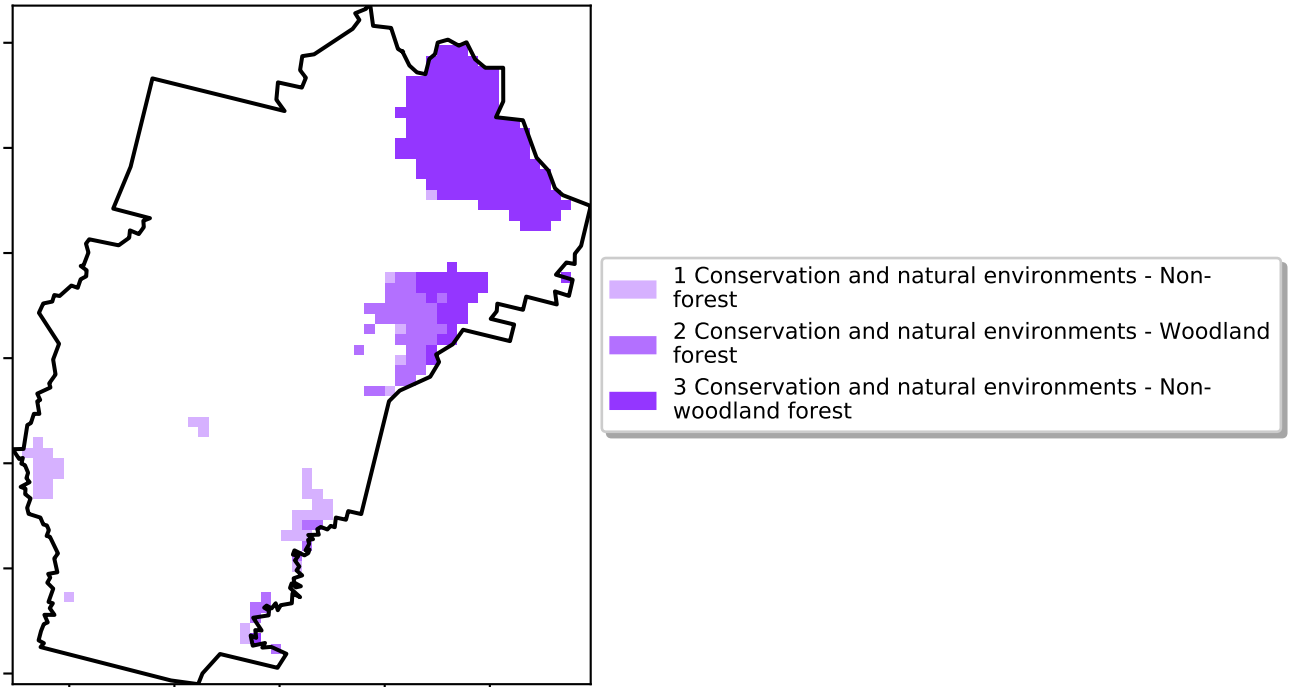 1 Conservation and natural environments - Non-
forest
2 Conservation and natural environments - Woodland
forest
3 Conservation and natural environments - Non-
woodland forest